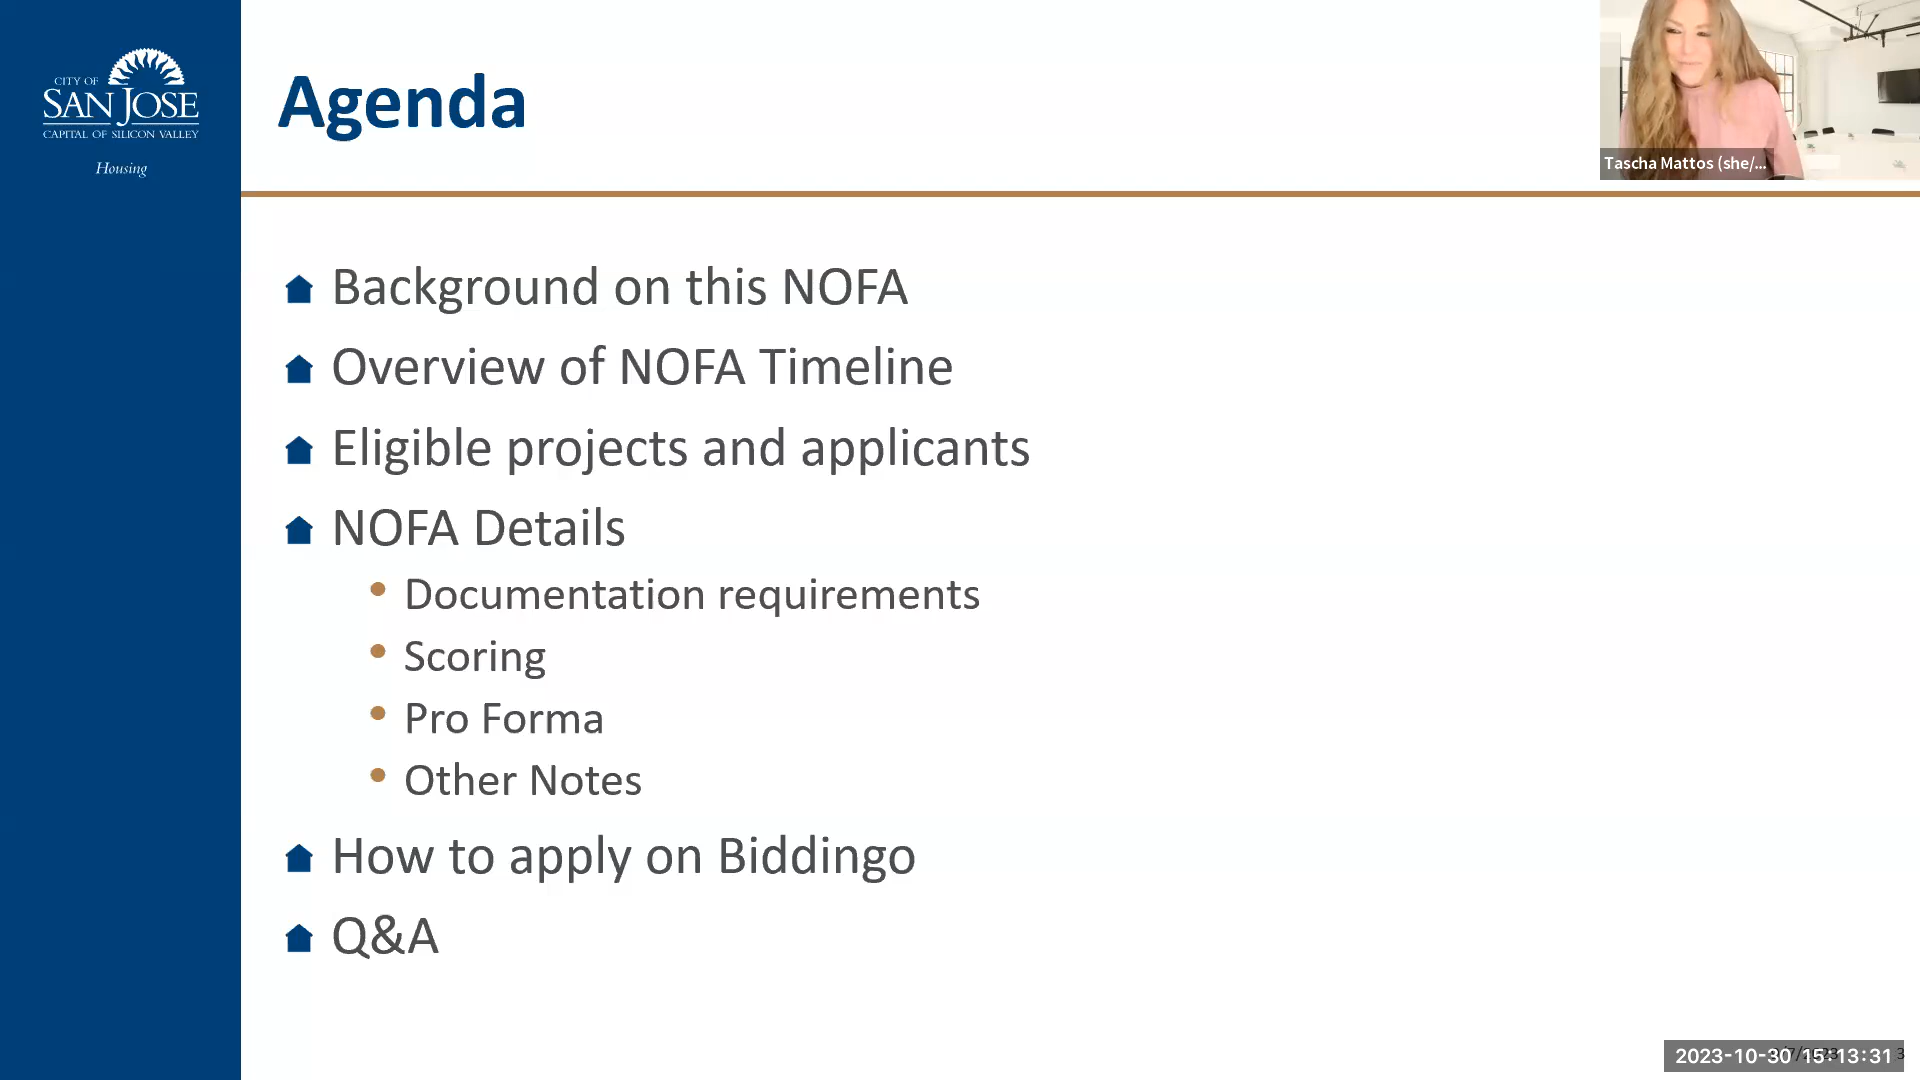 CITY OF
SAN JOSE
CAPITAL OF SILICON VALLEY
Housing
Agenda
Tascha Mattos (she/...
Background on this NOFA
Overview of NOFA Timeline
Eligible projects and applicants
NOFA Details
Documentation requirements
Scoring
Pro Forma
Other Notes
How to apply on Biddingo
Q&A
2023-10-30 15:13:31
3